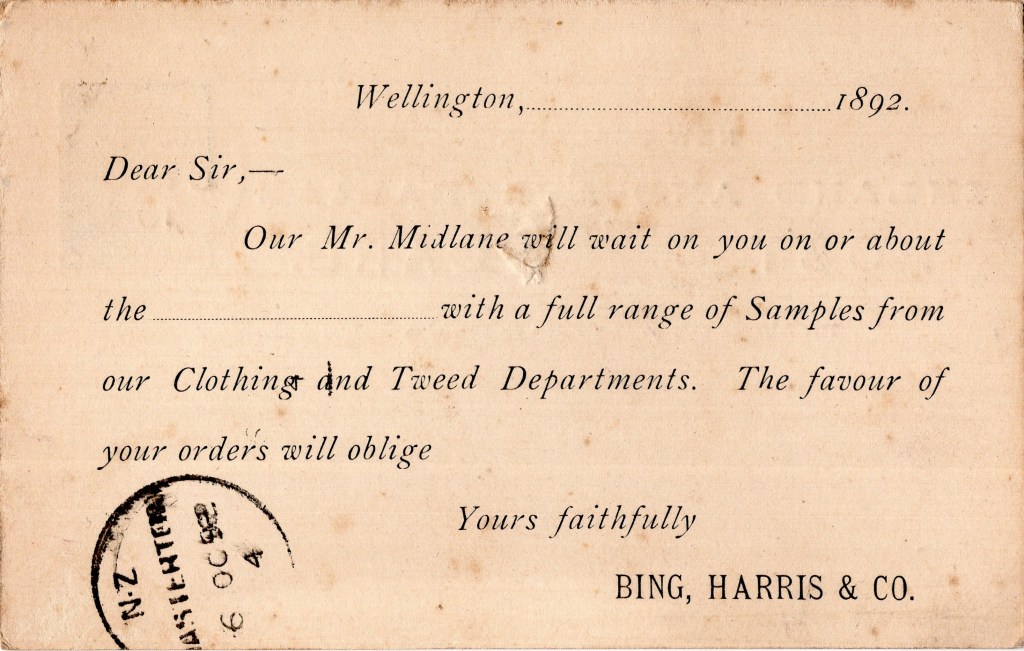 Wellington,..............................1892.
Dear Sir,—
Our Mr. Midlane will wait on you on or about
the..............................with a full range of Samples from
our Clothing and Tweed Departments. The favour of
your orders will oblige
Yours faithfully
BING, HARRIS & CO.
N.Z
6 OC 92
4